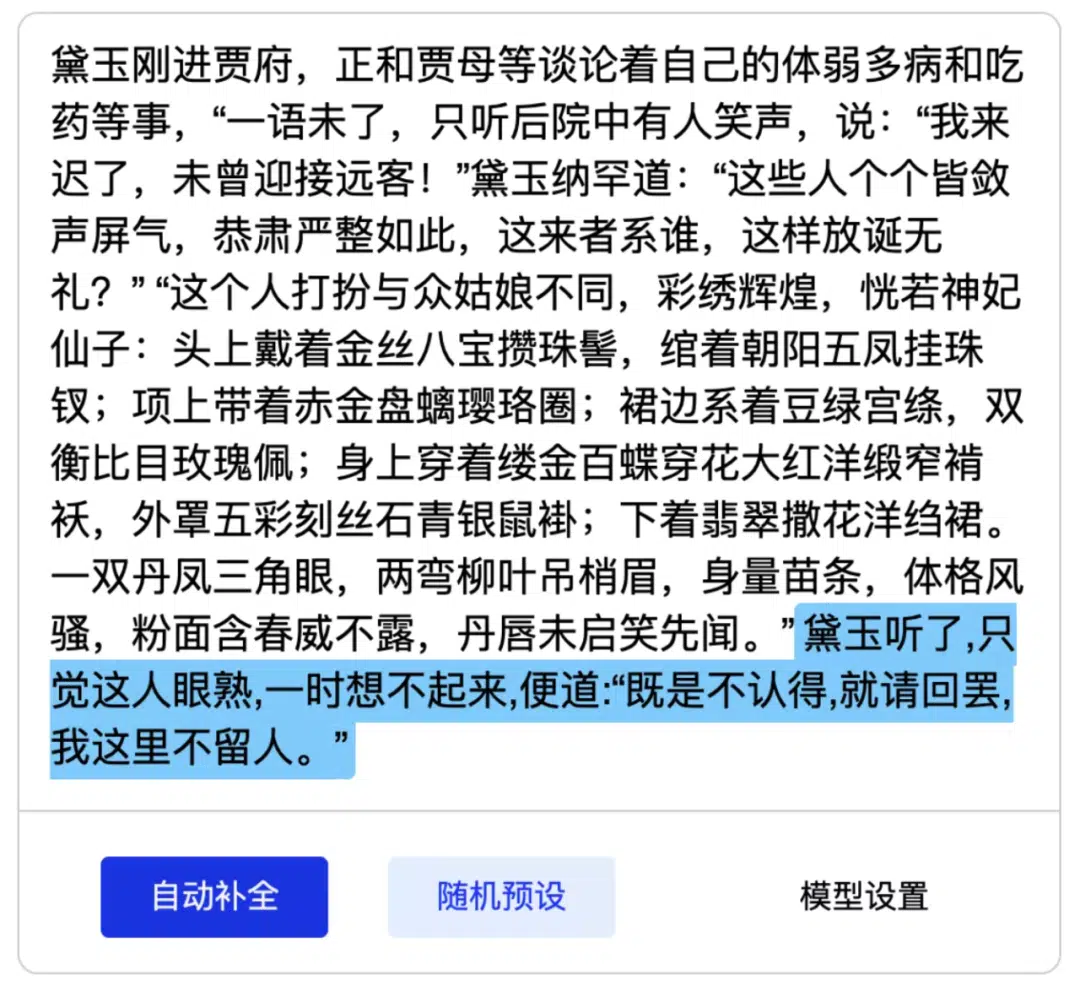 黛玉刚进贾府，正和贾母等谈论着自己的体弱多病和吃
药等事，“一语未了，只听后院中有人笑声，说：“我来
迟了，未曾迎接远客！”黛玉纳罕道：“这些人个个皆敛
声屏气，恭肃严整如此，这来者系谁，这样放诞无
礼？” “这个人打扮与众姑娘不同，彩绣辉煌，恍若神妃
仙子：头上戴着金丝八宝攒珠髻，绾着朝阳五凤挂珠
钗；项上带着赤金盘螭璎珞圈；裙边系着豆绿宫绦，双
衡比目玫瑰佩；身上穿着缕金百蝶穿花大红洋缎窄褃
袄，外罩五彩刻丝石青银鼠褂；下着翡翠撒花洋绉裙。
一双丹凤三角眼，两弯柳叶吊梢眉，身量苗条，体格风
骚，粉面含春威不露，丹唇未启笑先闻。” 黛玉听了,只
觉这人眼熟,一时想不起来,便道:“既是不认得,就请回罢,
我这里不留人。”
自动补全 随机预设 模型设置